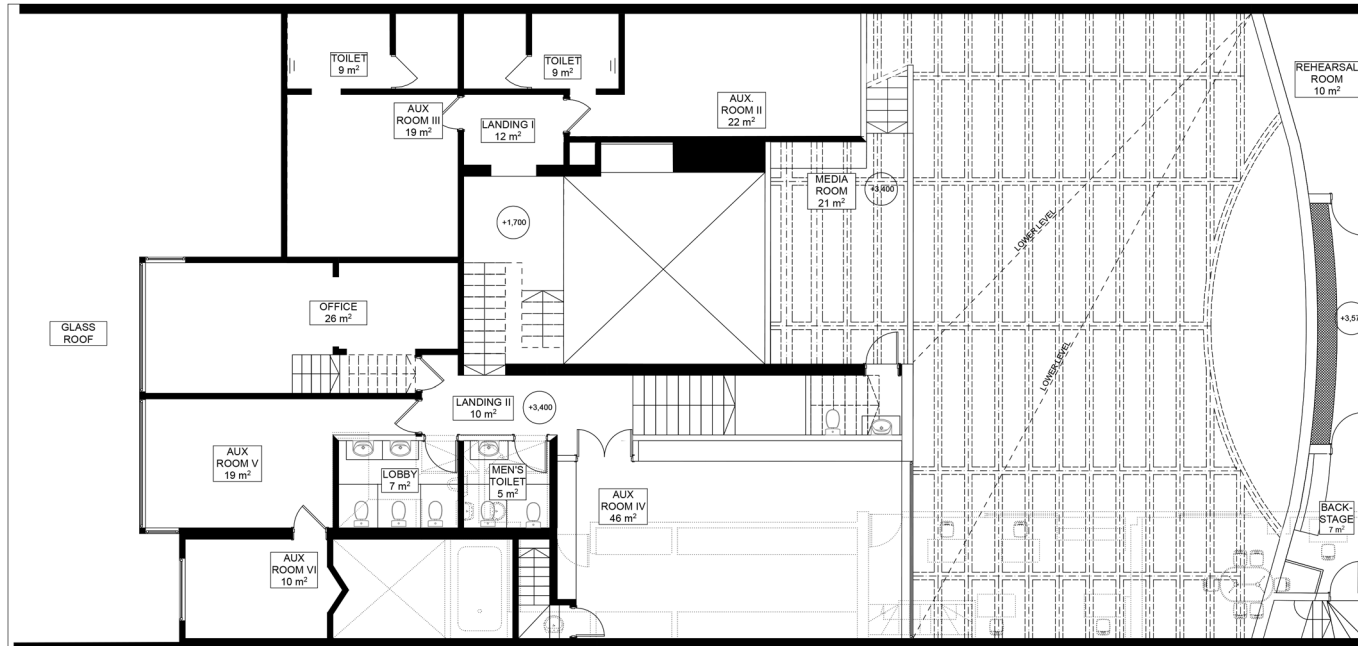 TOILET
9 m²
TOILET
9 m²
REHEARSAL
ROOM
10 m²
AUX
ROOM III
19 m²
LANDING I
12 m²
AUX.
ROOM II
22 m²
MEDIA
ROOM
21 m²
+3,400
+1,700
LOWER LEVEL
OFFICE
26 m²
GLASS
ROOF
+3,57
LOWER LEVEL
LANDING II
10 m²
+3,400
AUX
ROOM V
19 m²
LOBBY
7 m²
MEN'S
TOILET
5 m²
AUX
ROOM IV
46 m²
BACK-
STAGE
7 m²
AUX
ROOM VI
10 m²